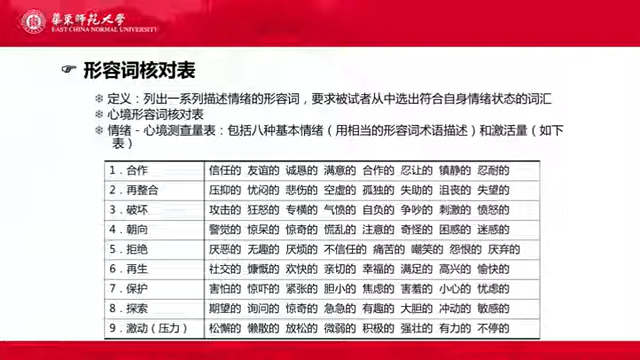 華東師範大學
EAST CHINA NORMAL UNIVERSITY
形容词核对表
定义：列出一系列描述情绪的形容词，要求被试者从中选出符合自身情绪状态的词汇
心境形容词核对表
情绪－心境测查量表：包括八种基本情绪（用相当的形容词术语描述）和激活量（如下
表）
1．合作 信任的 友谊的 诚恳的 满意的 合作的 忍让的 镇静的 忍耐的
2．再整合 压抑的 忧闷的 悲伤的 空虚的 孤独的 失助的 沮丧的 失望的
3．破坏 攻击的 狂怒的 专横的 气愤的 自负的 争吵的 刺激的 愤怒的
4．朝向 警觉的 惊呆的 惊奇的 慌乱的 注意的 奇怪的 困惑的 迷惑的
5．拒绝 厌恶的 无趣的 厌烦的 不信任的 痛苦的 嘲笑的 怨恨的 厌弃的
6．再生 社交的 慷慨的 欢快的 亲切的 幸福的 满足的 高兴的 愉快的
7．保护 害怕的 惊吓的 紧张的 胆小的 焦虑的 害羞的 小心的 忧虑的
8．探索 期望的 询问的 惊奇的 急急的 有趣的 大胆的 冲动的 敏感的
9．激动（压力） 松懈的 懒散的 放松的 微弱的 积极的 强壮的 有力的 不停的